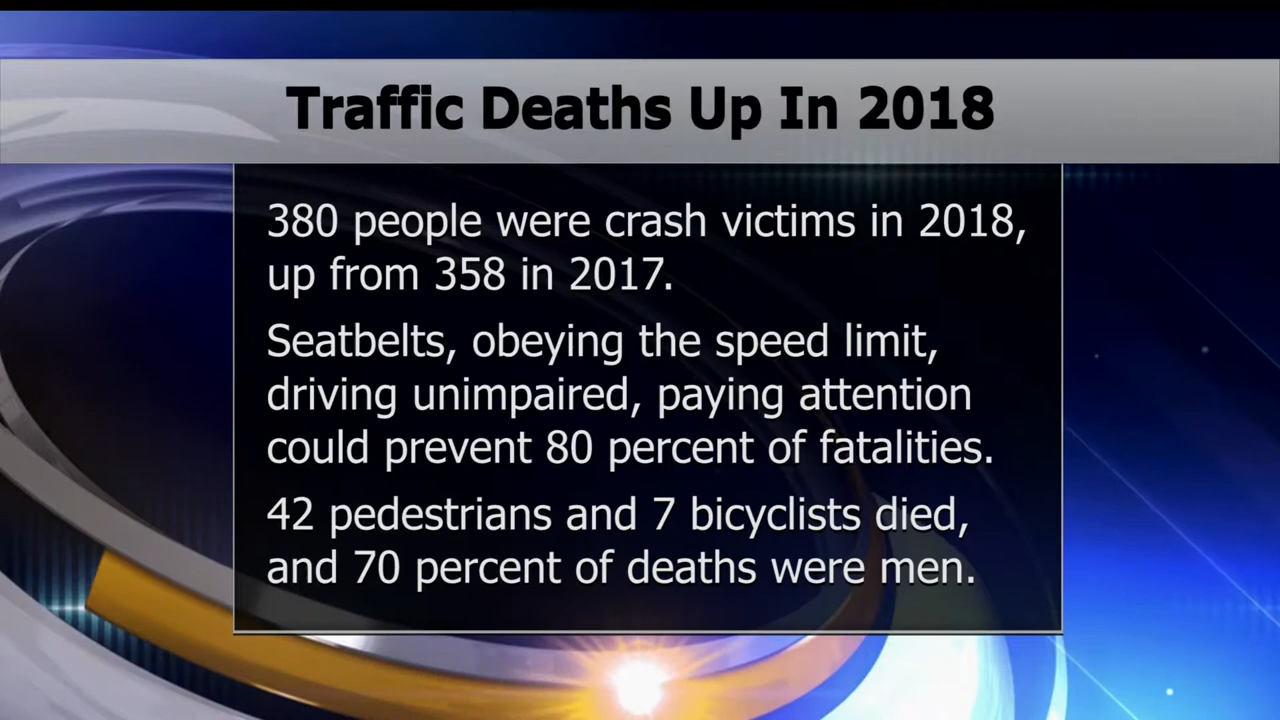 Traffic Deaths Up In 2018
380 people were crash victims in 2018,
up from 358 in 2017.
Seatbelts, obeying the speed limit,
driving unimpaired, paying attention
could prevent 80 percent of fatalities.
42 pedestrians and 7 bicyclists died,
and 70 percent of deaths were men.